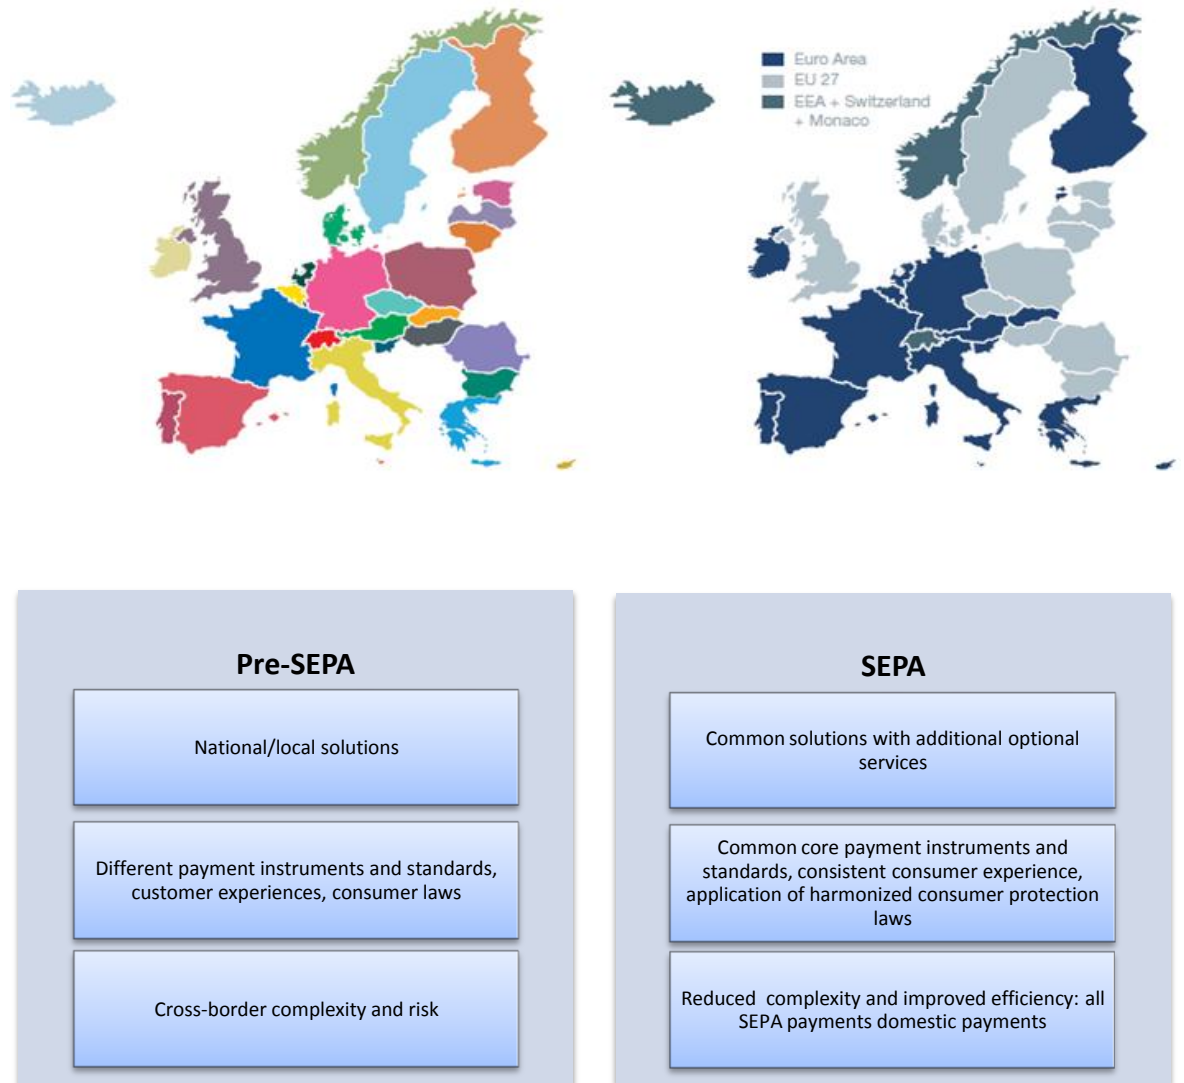 Euro Area
EU 27
EEA + Switzerland
+ Monaco
Pre-SEPA
National/local solutions
Different payment instruments and standards,
customer experiences, consumer laws
Cross-border complexity and risk
SEPA
Common solutions with additional optional
services
Common core payment instruments and
standards, consistent consumer experience,
application of harmonized consumer protection
laws
Reduced complexity and improved efficiency: all
SEPA payments domestic payments